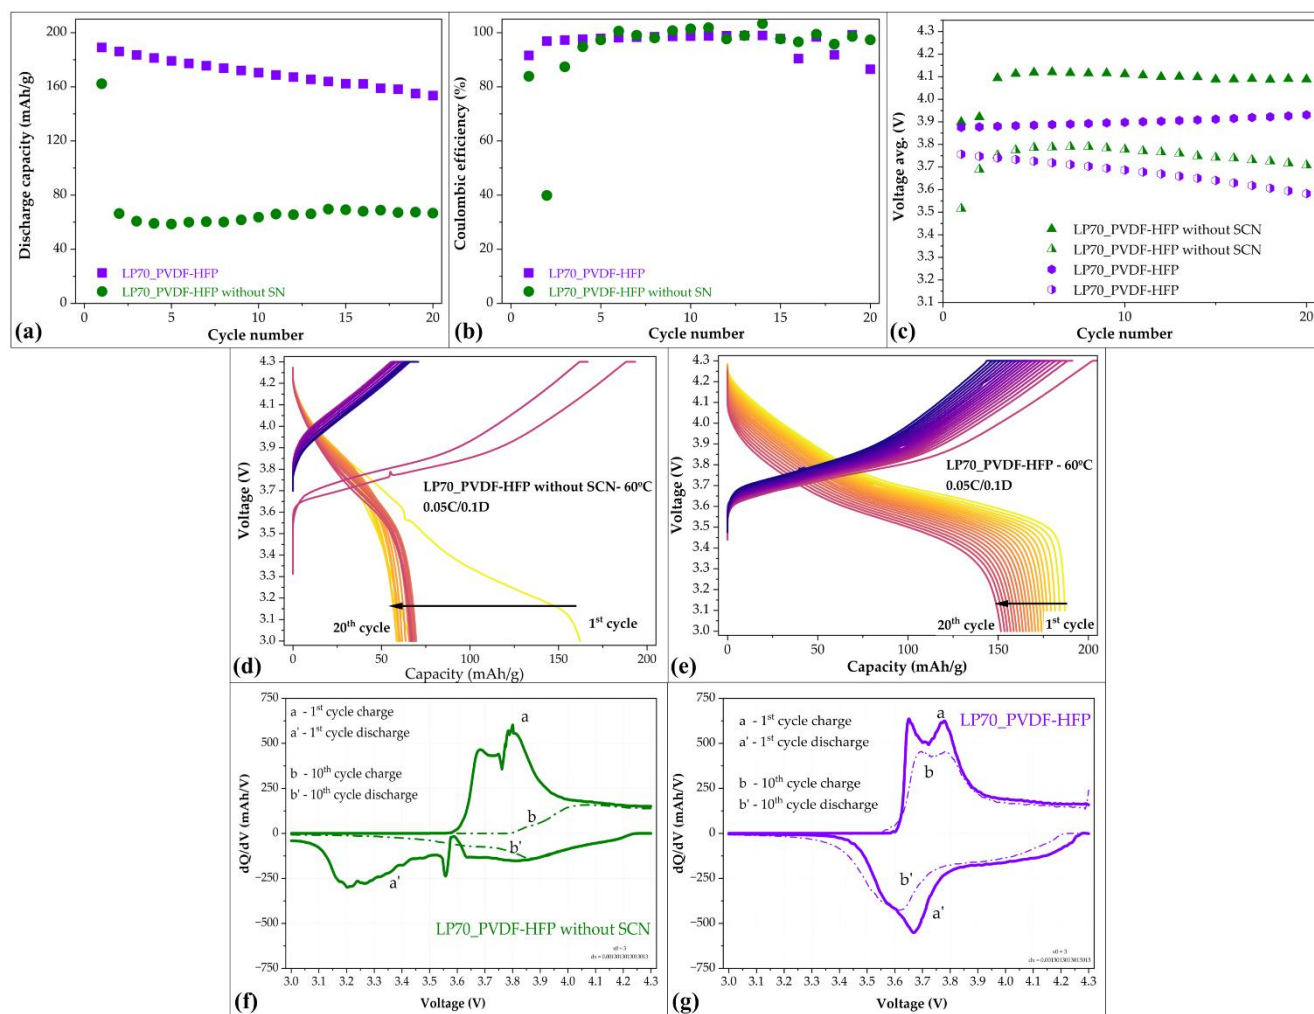 200
160
120
80
60
40
0
Discharge capacity (mAh/g)
LP70_PVDF-HFP
LP70_PVDF-HFP without SN
0 5 10 15 20
(a)
Cycle number
100
80
60
40
20
0
Coulombic efficiency (%)
LP70_PVDF-HFP
LP70_PVDF-HFP without SN
0 5 10 15 20
(b)
Cycle number
4.3
4.2
4.1
4.0
3.9
3.8
3.7
3.6
3.5
3.4
3.3
3.2
3.1
Voltage avg. (V)
LP70_PVDF-HFP without SCN
LP70_PVDF-HFP without SCN
LP70_PVDF-HFP
LP70_PVDF-HFP
0 5 10 15 20
(c)
Cycle number
4.3
4.2
4.1
4.0
3.9
3.8
3.7
3.6
3.5
3.4
3.3
3.2
3.1
3.0
Voltage (V)
LP70_PVDF-HFP without SCN- 60ºC
0.05C/0.1D
20th cycle
1st cycle
0 50 100 150 200
(d)
Capacity (mAh/g)
4.3
4.2
4.1
4.0
3.9
3.8
3.7
3.6
3.5
3.4
3.3
3.2
3.1
3.0
Voltage (V)
LP70_PVDF-HFP - 60ºC
0.05C/0.1D
20th cycle
1st cycle
0 50 100 150 200
(e)
Capacity (mAh/g)
750
500
250
0
-250
-500
-750
dQ/dV (mAh/V)
a - 1st cycle charge
a' - 1st cycle discharge
b - 10th cycle charge
b' - 10th cycle discharge
a
b
b'
a'
LP70_PVDF-HFP without SCN
3.0 3.1 3.2 3.3 3.4 3.5 3.6 3.7 3.8 3.9 4.0 4.1 4.2 4.3
(f)
Voltage (V)
750
500
250
0
-250
-500
-750
dQ/dV (mAh/V)
a - 1st cycle charge
a' - 1st cycle discharge
b - 10th cycle charge
b' - 10th cycle discharge
a
LP70_PVDF-HFP
b
b'
a'
3.0 3.1 3.2 3.3 3.4 3.5 3.6 3.7 3.8 3.9 4.0 4.1 4.2 4.3
(g)
Voltage (V)